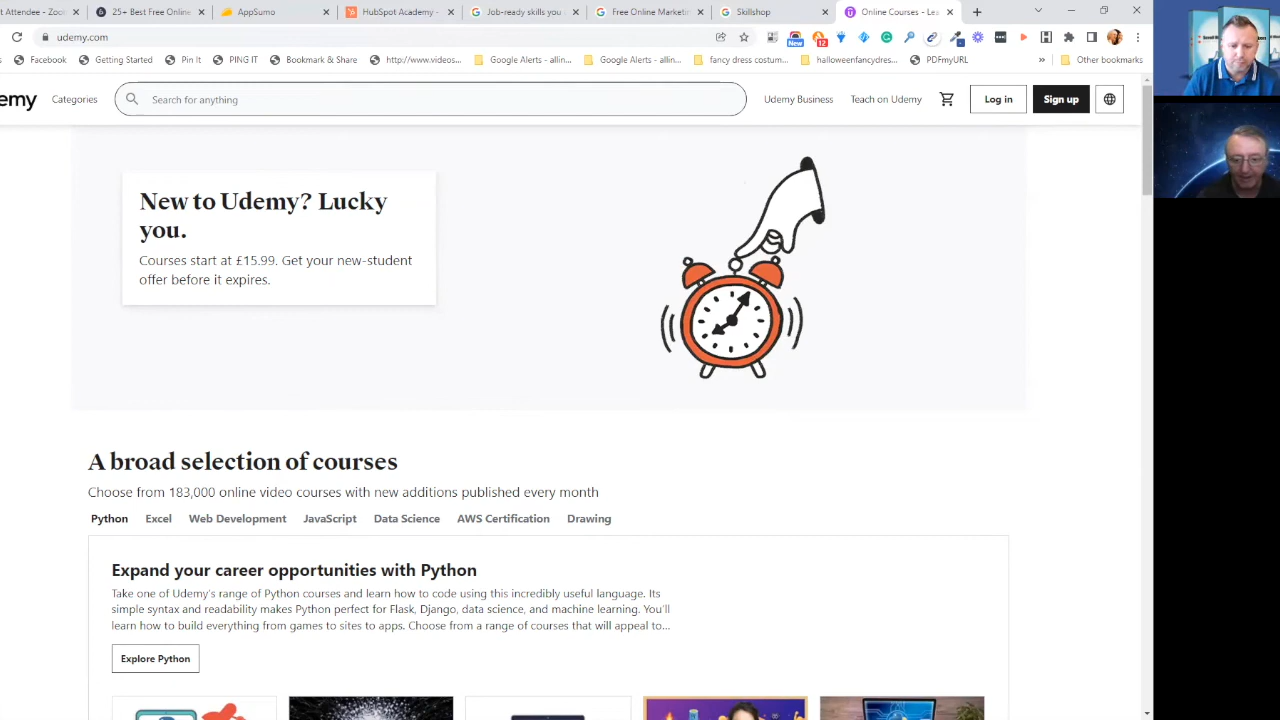 t Attendee - Zoo
25+ Best Free Online
AppSumo
HubSpot Academy -
Job-ready skills you
Free Online Marketin
Skillshop
Online Courses - Lea
udemy.com
New
12
Facebook
Getting Started
Pin It
PING IT
Bookmark & Share
http://www.videos...
Google Alerts - allin...
Google Alerts - allin...
fancy dress costum...
halloweenfancydres...
PDFmyURL
»
Other bookmarks
emy
Categories
Search for anything
Udemy Business
Teach on Udemy
Log in
Sign up
New to Udemy? Lucky
you.
Courses start at £15.99. Get your new-student
offer before it expires.
A broad selection of courses
Choose from 183,000 online video courses with new additions published every month
Python
Excel
Web Development
JavaScript
Data Science
AWS Certification
Drawing
Expand your career opportunities with Python
Take one of Udemy's range of Python courses and learn how to code using this incredibly useful language. Its
simple syntax and readability makes Python perfect for Flask, Django, data science, and machine learning. You'll
learn how to build everything from games to sites to apps. Choose from a range of courses that will appeal to...
Explore Python